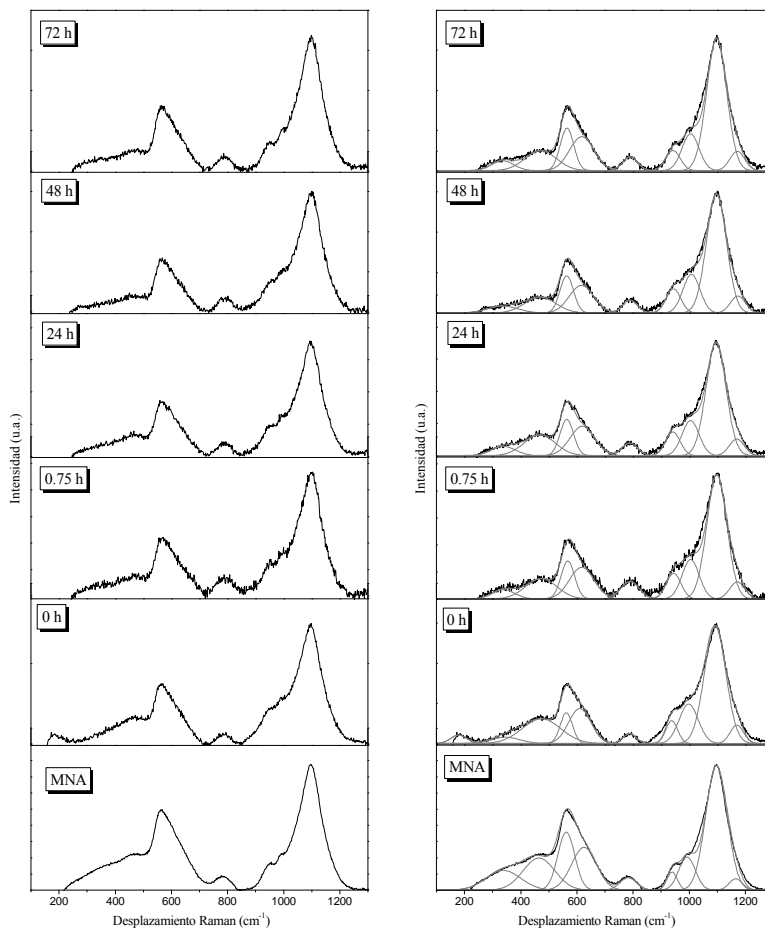 72 h
48 h
24 h
0.75 h
0 h
MNA
Intensidad (u.a.)
200 400 600 800 1000 1200
Desplazamiento Raman (cm⁻¹)
72 h
48 h
24 h
0.75 h
0 h
MNA
Intensidad (u.a.)
200 400 600 800 1000 1200
Desplazamiento Raman (cm⁻¹)